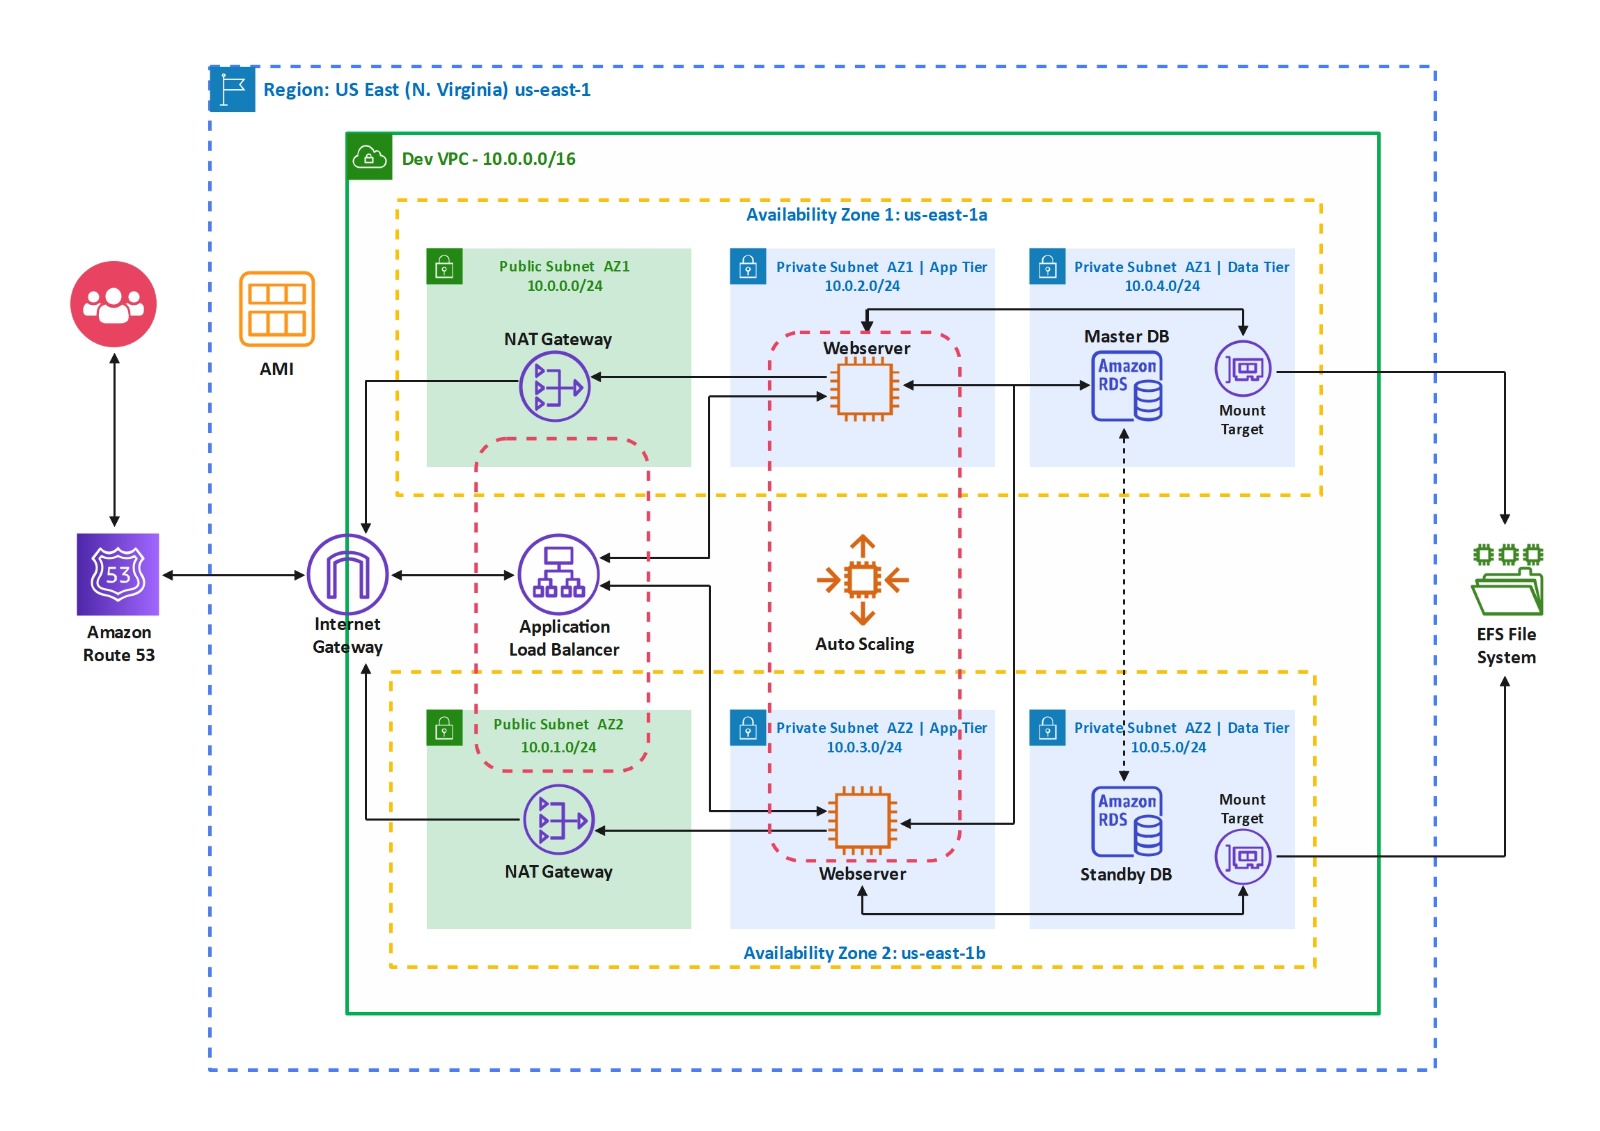 Region: US East (N. Virginia) us-east-1
Dev VPC - 10.0.0.0/16
Availability Zone 1: us-east-1a
Public Subnet AZ1
10.0.0.0/24
Private Subnet AZ1 | App Tier
10.0.2.0/24
Private Subnet AZ1 | Data Tier
10.0.4.0/24
NAT Gateway
Webserver
Master DB
Amazon
RDS
Mount
Target
AMI
53
Amazon
Route 53
Internet
Gateway
Application
Load Balancer
Auto Scaling
EFS File
System
Public Subnet AZ2
10.0.1.0/24
Private Subnet AZ2 | App Tier
10.0.3.0/24
Private Subnet AZ2 | Data Tier
10.0.5.0/24
NAT Gateway
Webserver
Amazon
RDS
Standby DB
Mount
Target
Availability Zone 2: us-east-1b